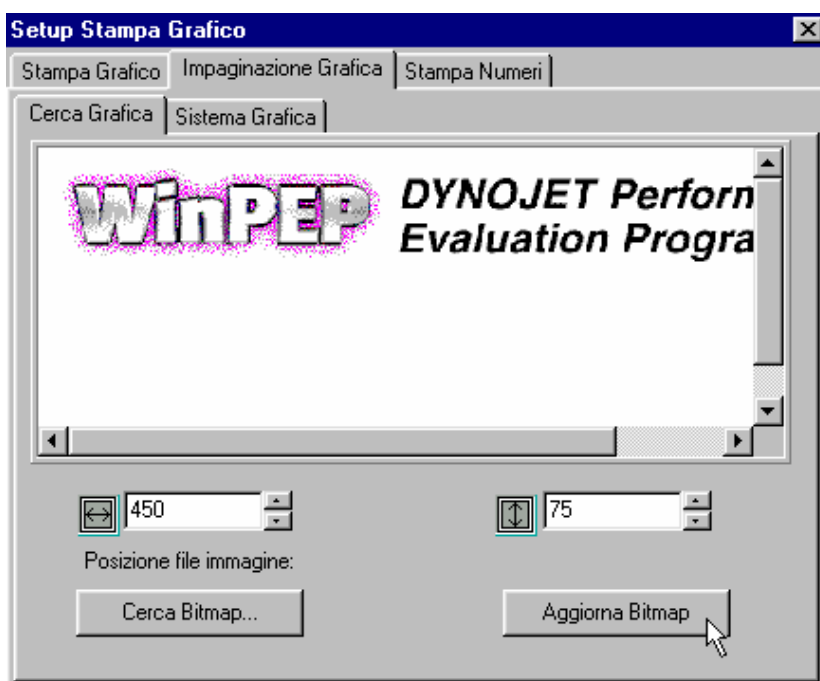 Setup Stampa Grafico
Stampa Grafico Impaginazione Grafica Stampa Numeri
Cerca Grafica Sistema Grafica
WinPEP DYNOJET Perforn
Evaluation Progra
450 75
Posizione file immagine:
Cerca Bitmap... Aggiorna Bitmap